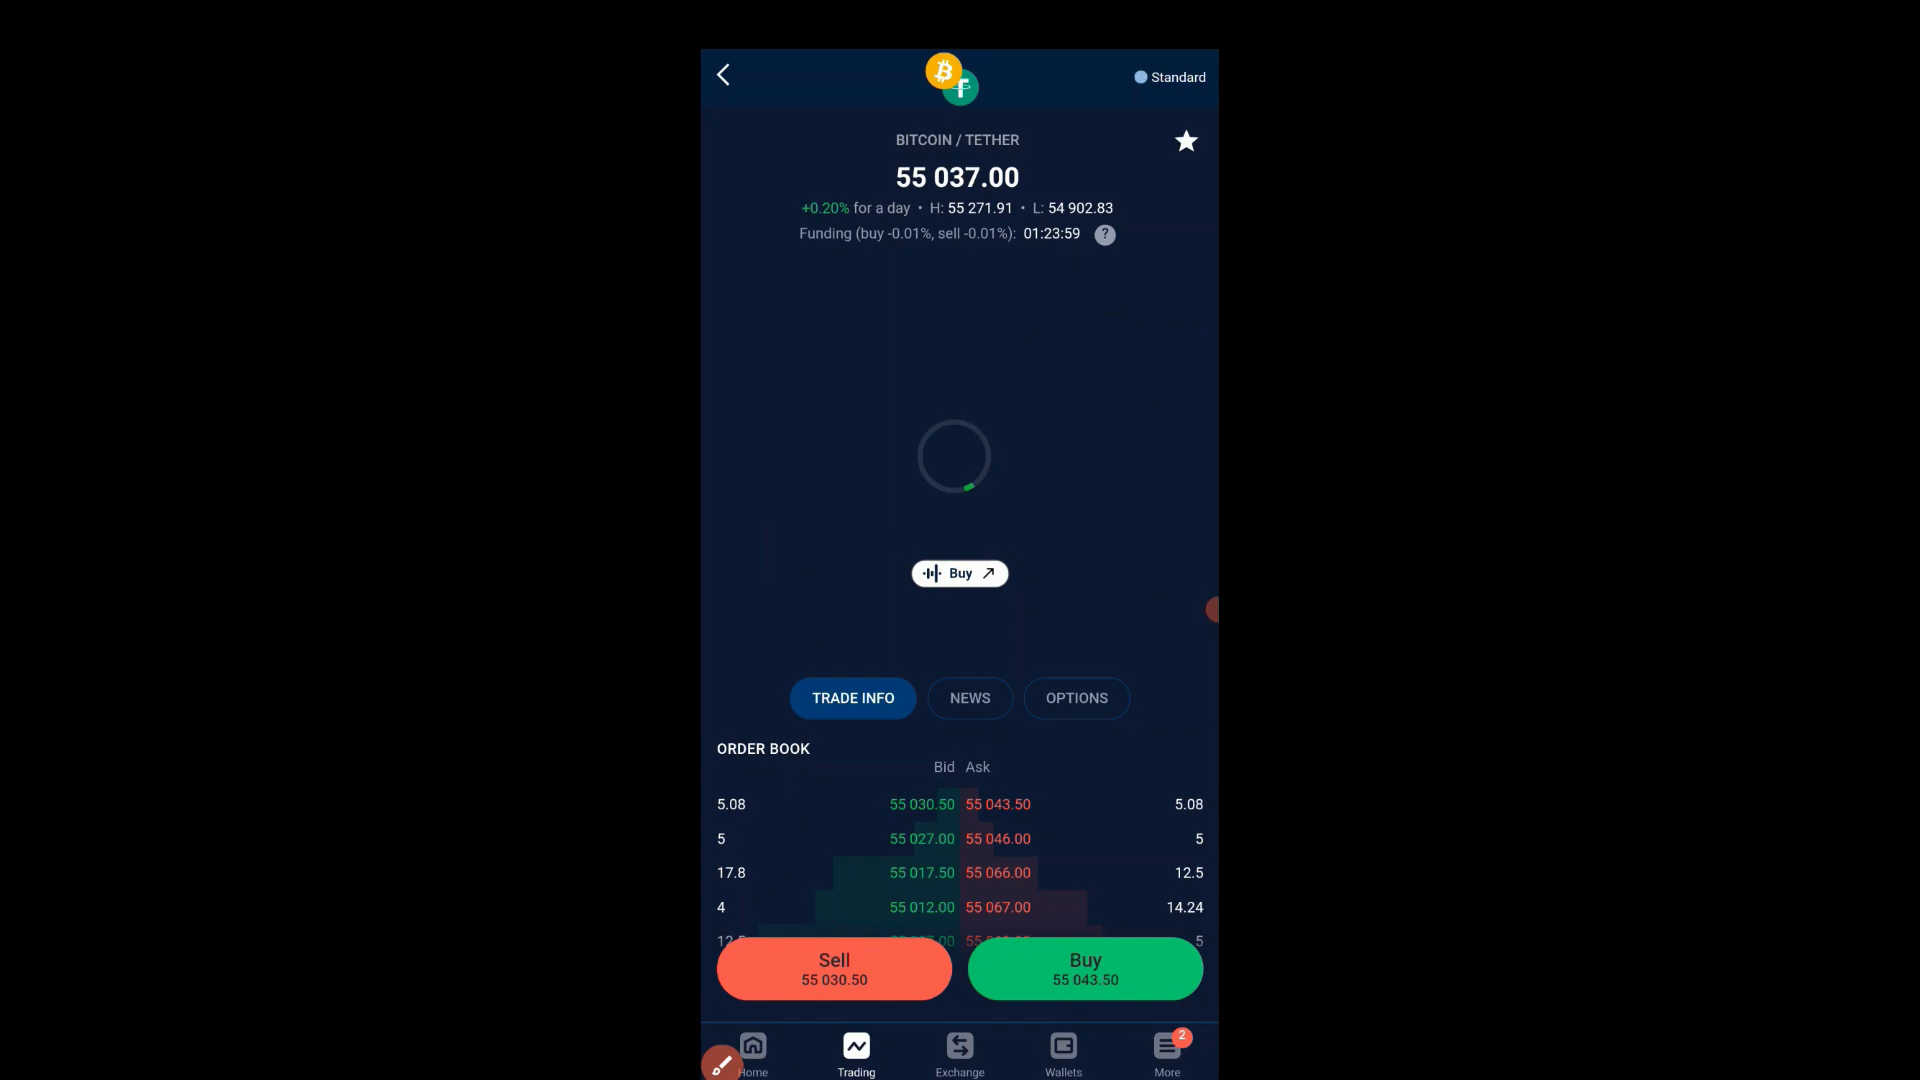 Standard
BITCOIN / TETHER
55 037.00
+0.20% for a day • H: 55 271.91 • L: 54 902.83
Funding (buy -0.01%, sell -0.01%): 01:23:59 ?
Buy
TRADE INFO NEWS OPTIONS
ORDER BOOK
Bid Ask
5.08 55 030.50 55 043.50 5.08
5 55 027.00 55 046.00 5
17.8 55 017.50 55 066.00 12.5
4 55 012.00 55 067.00 14.24
5
Sell Buy
55 030.50 55 043.50
2
Home Trading Exchange Wallets More